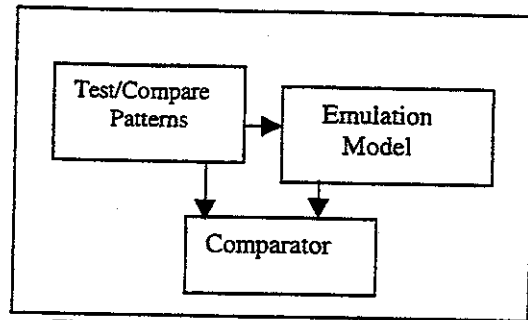 Test/Compare
Patterns
Emulation
Model
Comparator